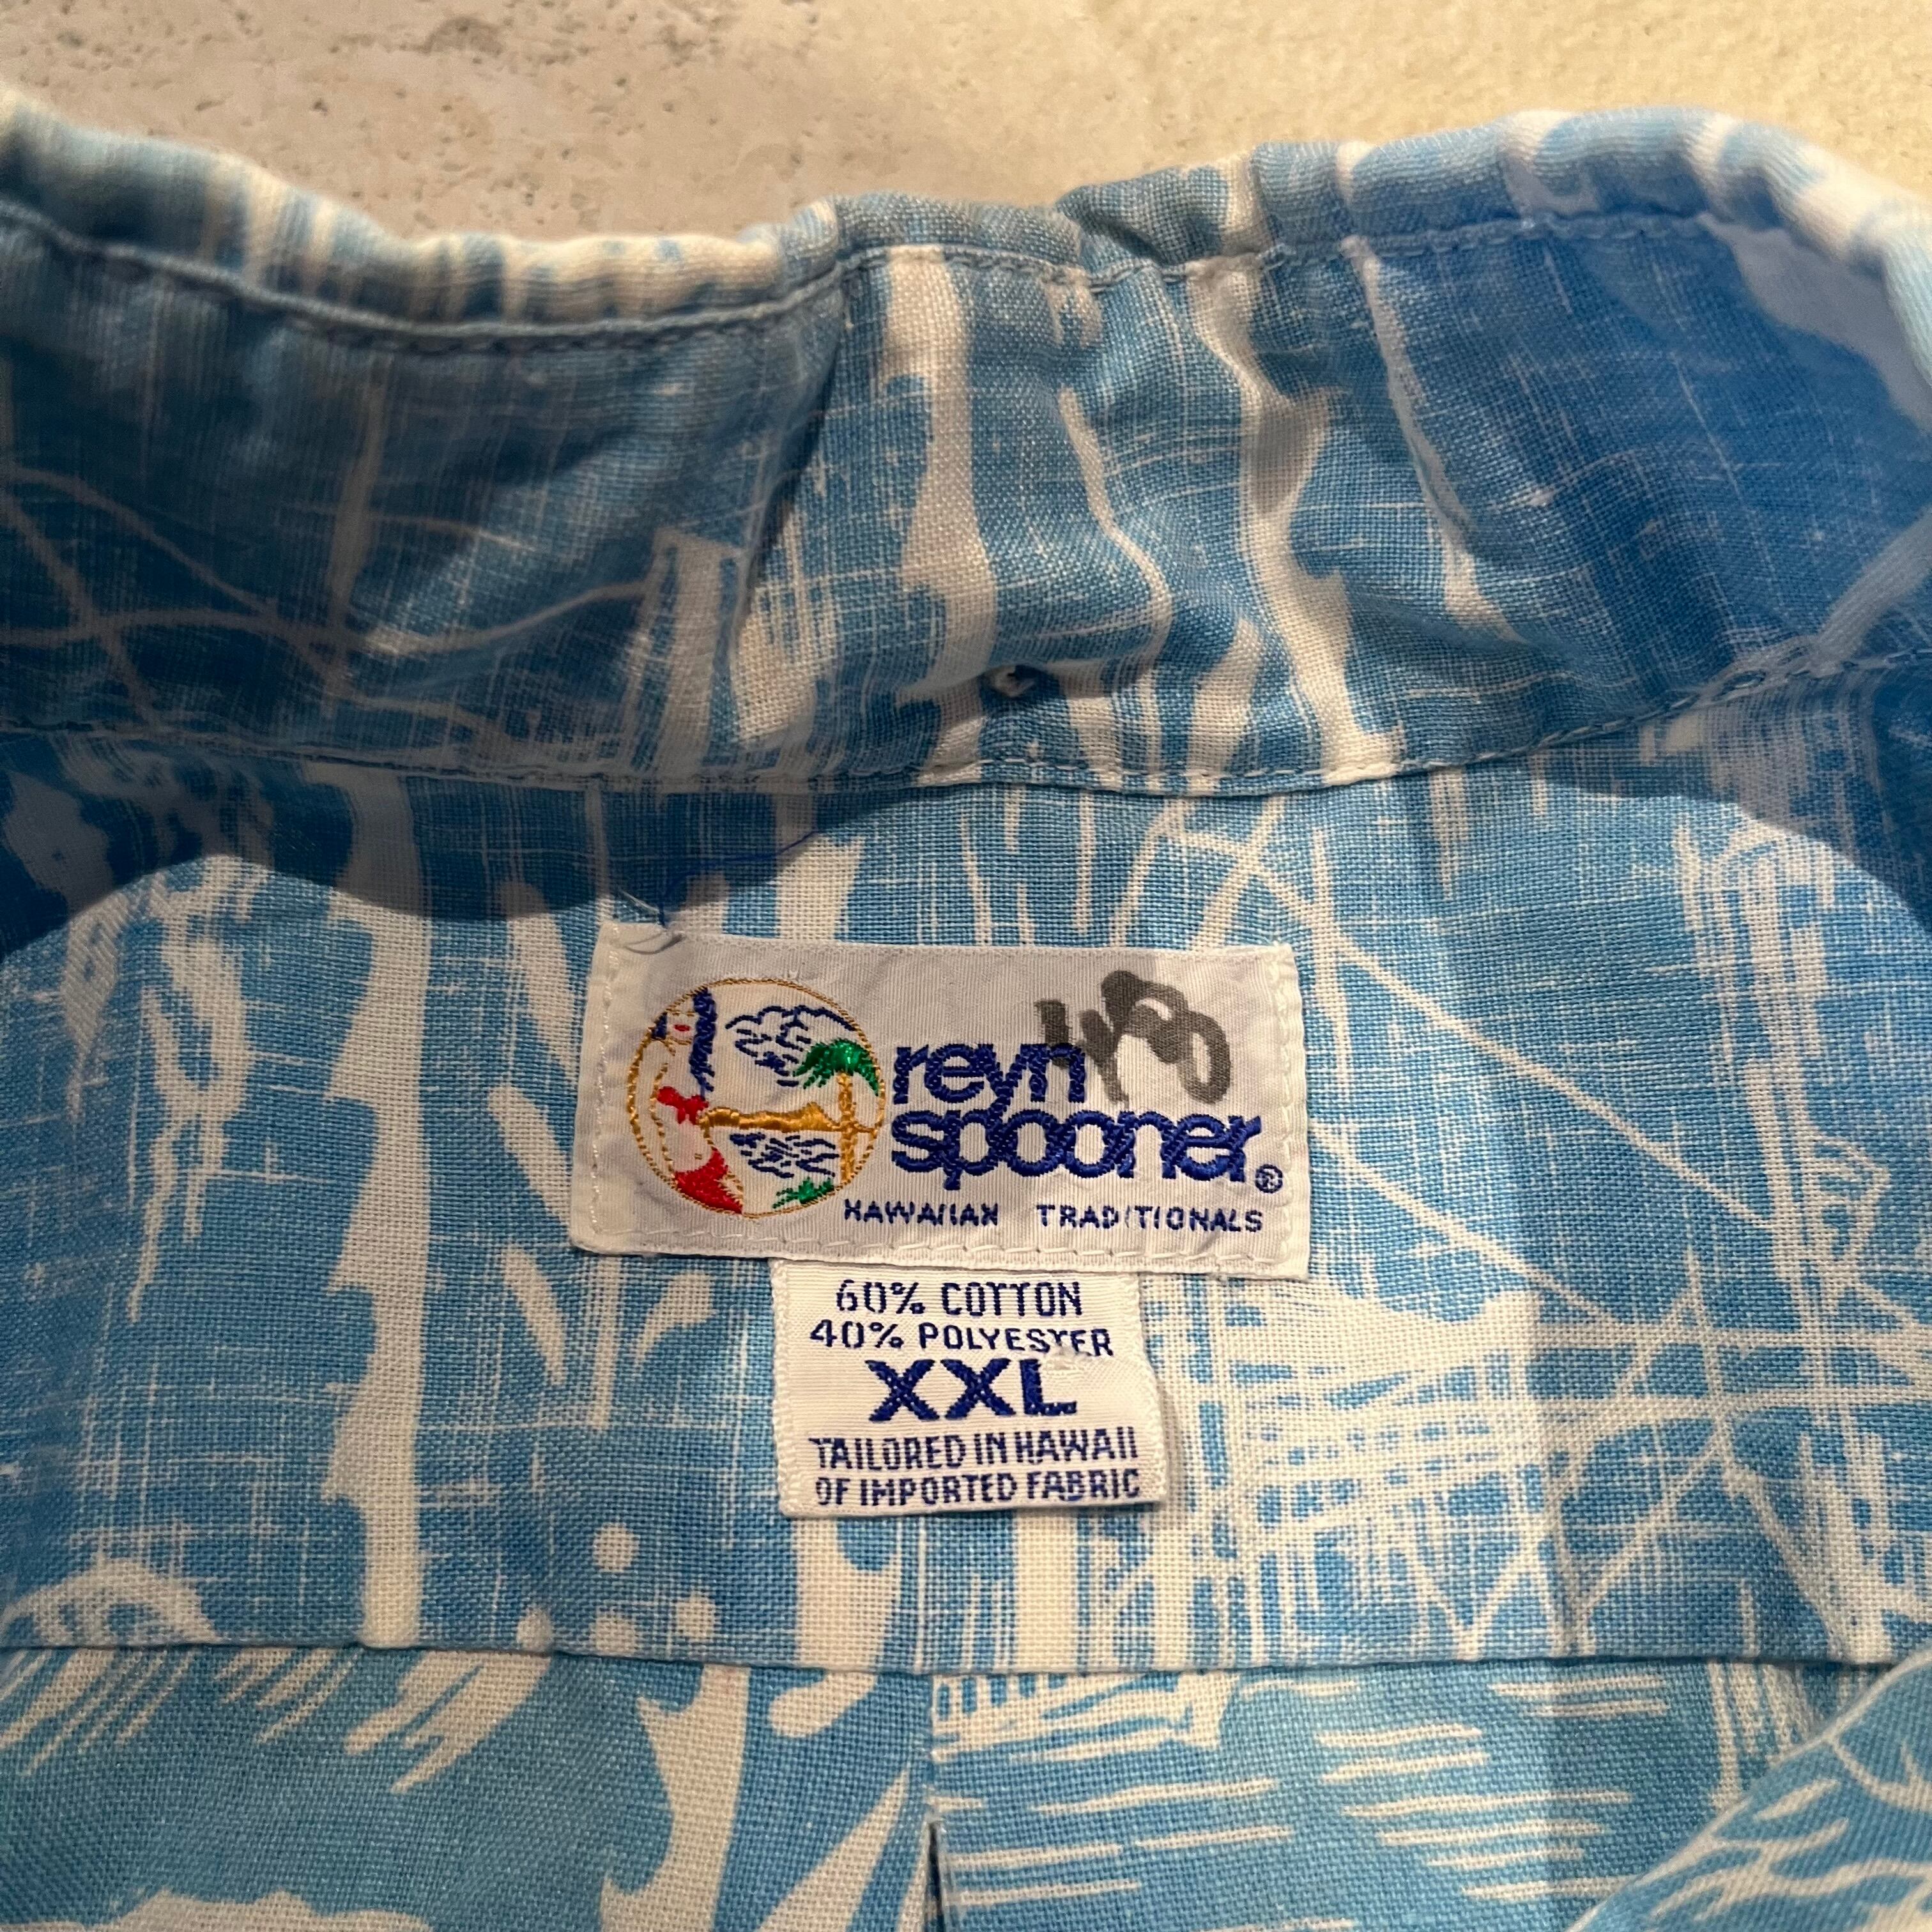 reyn
spooner®
HAWAIIAN TRADITIONALS
60% COTTON
40% POLYESTER
XXL
TAILORED IN HAWAII
OF IMPORTED FABRIC